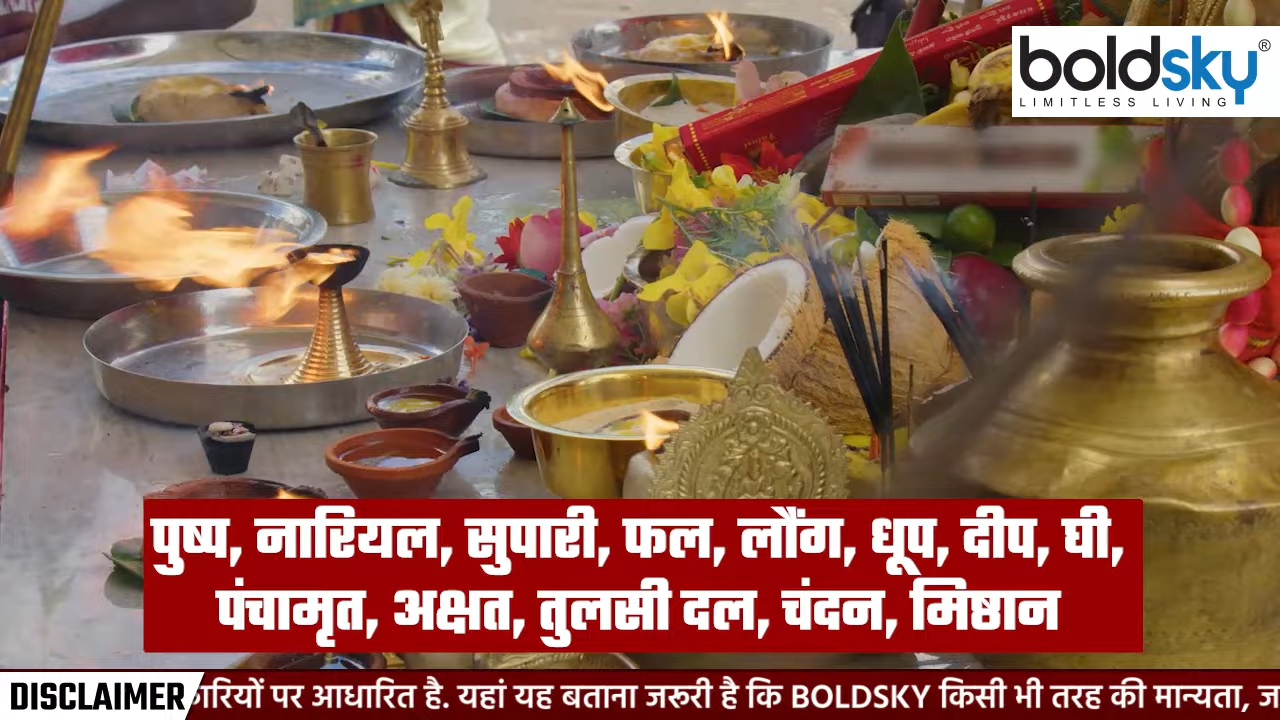 boldsky®
LIMITLESS LIVING
पुष्प, नारियल, सुपारी, फल, लौंग, धूप, दीप, घी,
पंचामृत, अक्षत, तुलसी दल, चंदन, मिष्ठान
DISCLAIMER
पर आधारित है. यहां यह बताना जरूरी है कि BOLDSKY किसी भी तरह की मान्यता,